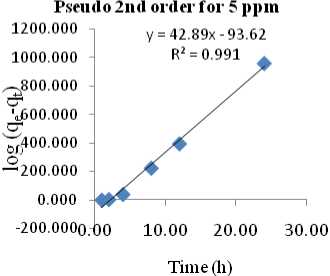 Pseudo 2nd order for 5 ppm
y = 42.89x - 93.62
R² = 0.991
1200.000
1000.000
800.000
600.000
400.000
200.000
0.000
-200.000
0.00 10.00 20.00 30.00
log (qe-qt)
Time (h)